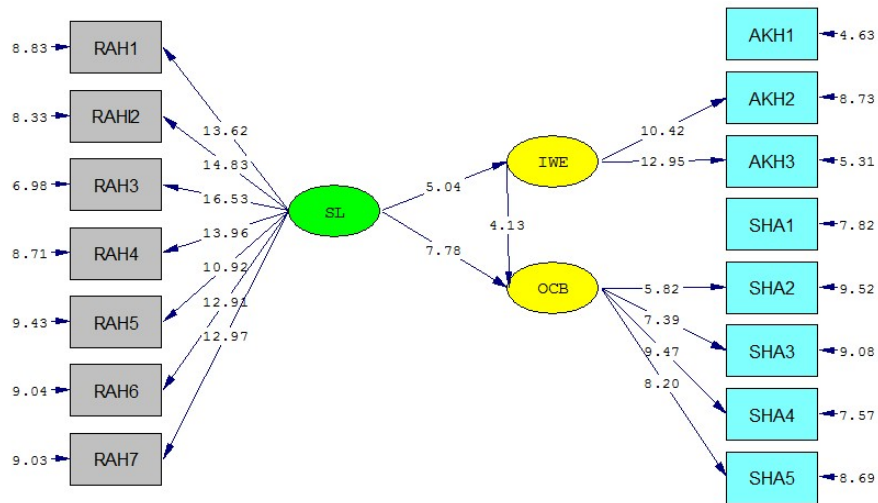 8.83
RAH1
8.33
RAHI2
6.98
RAH3
8.71
RAH4
9.43
RAH5
9.04
RAH6
9.03
RAH7
13.62
14.83
16.53
13.96
10.92
12.91
12.97
SL
5.04
7.78
IWE
4.13
OCB
10.42
12.95
5.82
7.39
9.47
8.20
AKH1
4.63
AKH2
8.73
AKH3
5.31
SHA1
7.82
SHA2
9.52
SHA3
9.08
SHA4
7.57
SHA5
8.69